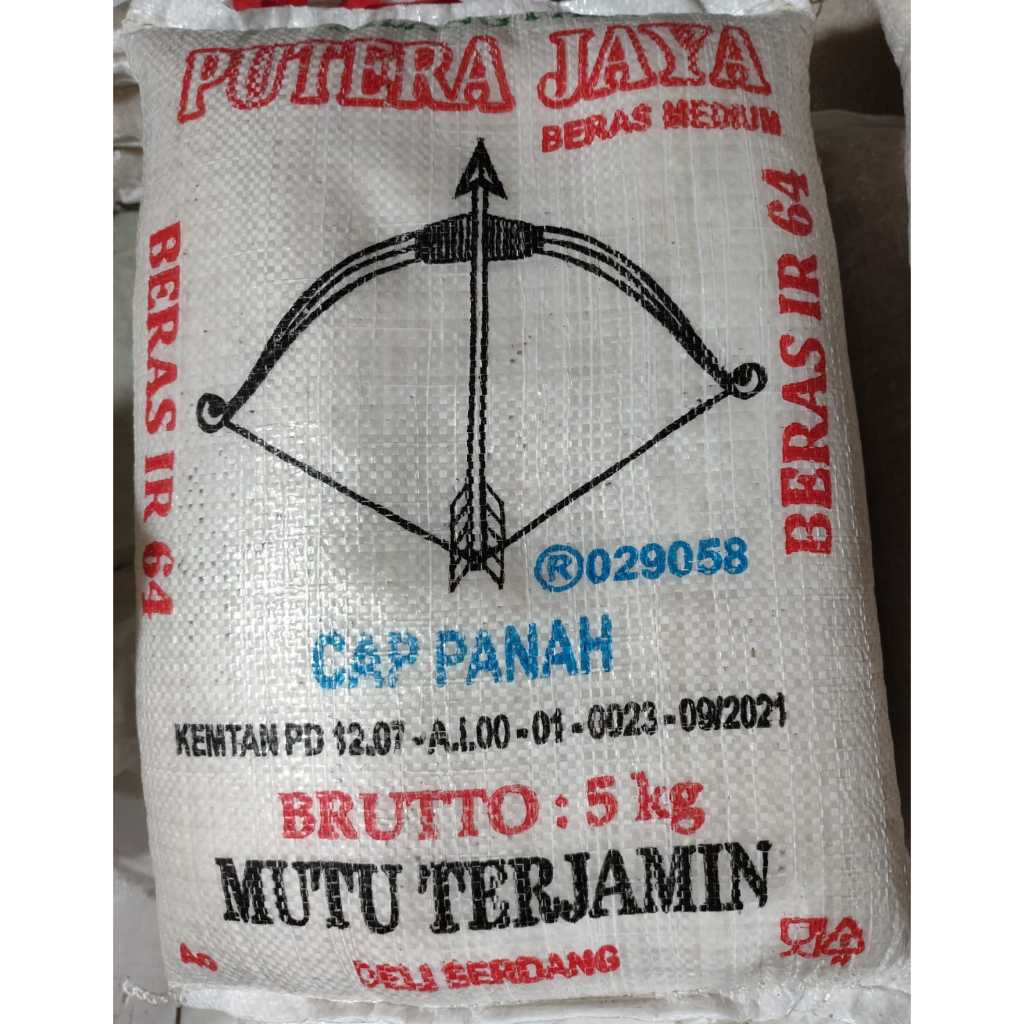 PUTERA JAYA
BERAS MEDIUM
BERAS IR 64
BERAS IR 64
®029058
CAP PANAH
KEMTAN PD 12.07 - A.I.00 - 01 - 0023 - 09/2021
BRUTTO : 5 kg
MUTU TERJAMIN
DELI SERDANG